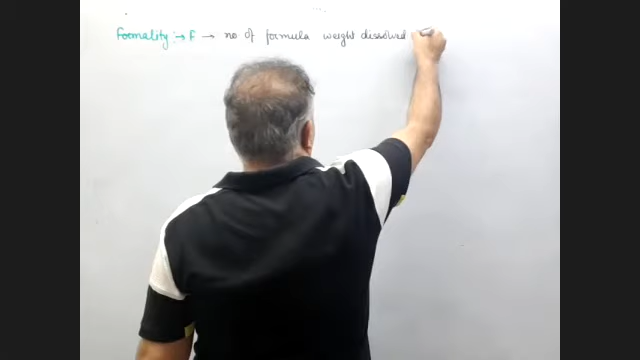 Formality :→ F → no of formula weight dissolved